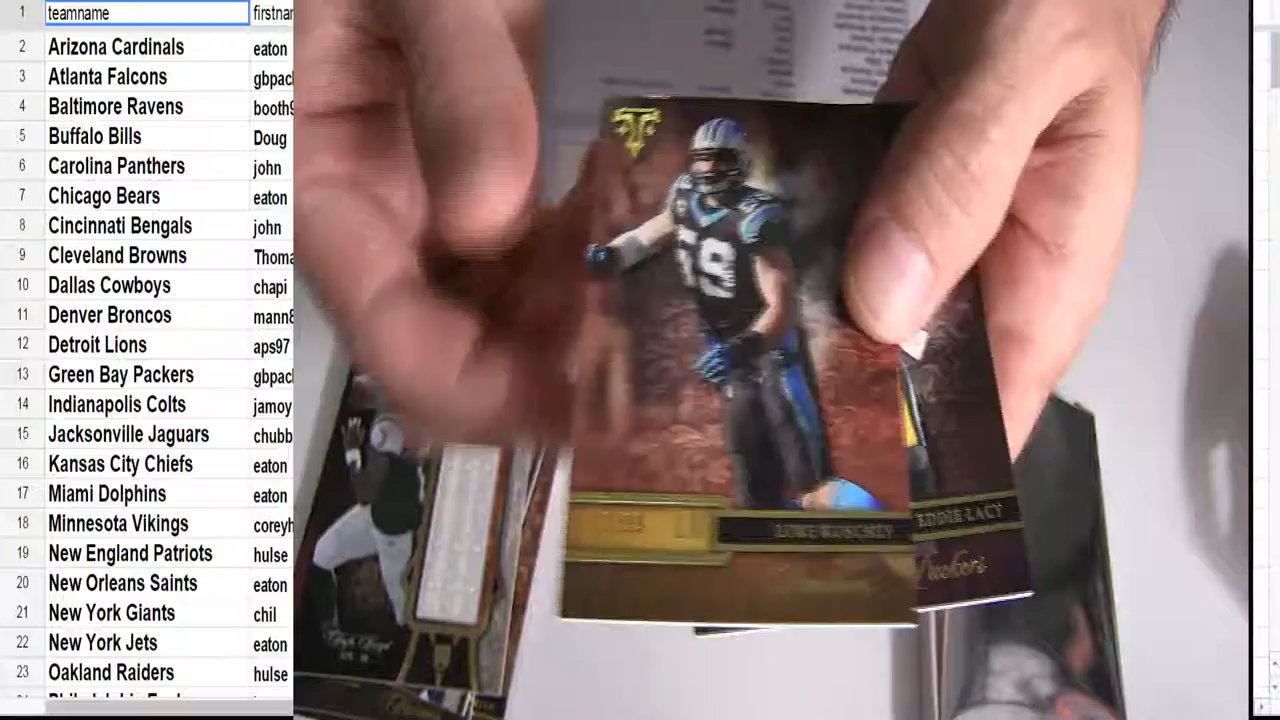 1 teamname firstnar
2 Arizona Cardinals eaton
3 Atlanta Falcons gbpacl
4 Baltimore Ravens booth9
5 Buffalo Bills Doug
6 Carolina Panthers john
7 Chicago Bears eaton
8 Cincinnati Bengals john
9 Cleveland Browns Thoma
10 Dallas Cowboys chapi
11 Denver Broncos mann8
12 Detroit Lions aps97
13 Green Bay Packers gbpacl
14 Indianapolis Colts jamoy
15 Jacksonville Jaguars chubb
16 Kansas City Chiefs eaton
17 Miami Dolphins eaton
18 Minnesota Vikings coreyh
19 New England Patriots hulse
20 New Orleans Saints eaton
21 New York Giants chil
22 New York Jets eaton
23 Oakland Raiders hulse
59
LUKE KUECHLY
EDDIE LACY
Packers